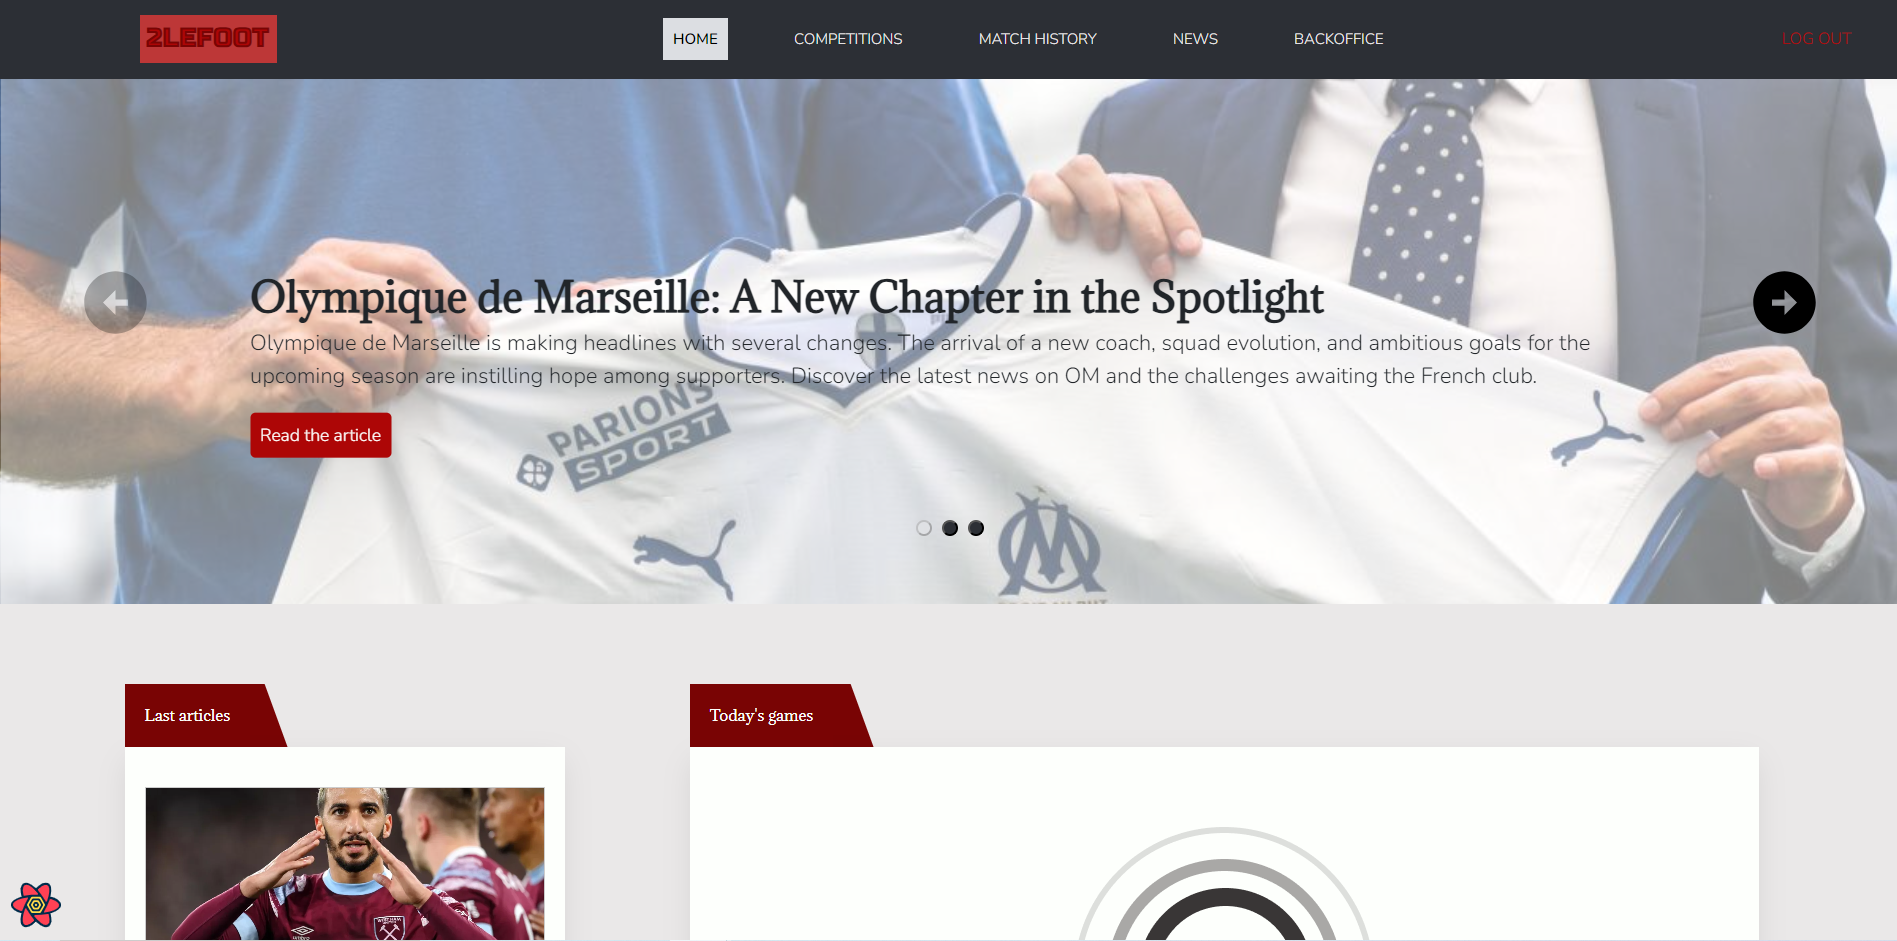 2LEFOOT
HOME
COMPETITIONS
MATCH HISTORY
NEWS
BACKOFFICE
LOG OUT
Olympique de Marseille: A New Chapter in the Spotlight
Olympique de Marseille is making headlines with several changes. The arrival of a new coach, squad evolution, and ambitious goals for the
upcoming season are instilling hope among supporters. Discover the latest news on OM and the challenges awaiting the French club.
PARIONS
SPORT
Read the article
Last articles
Today's games